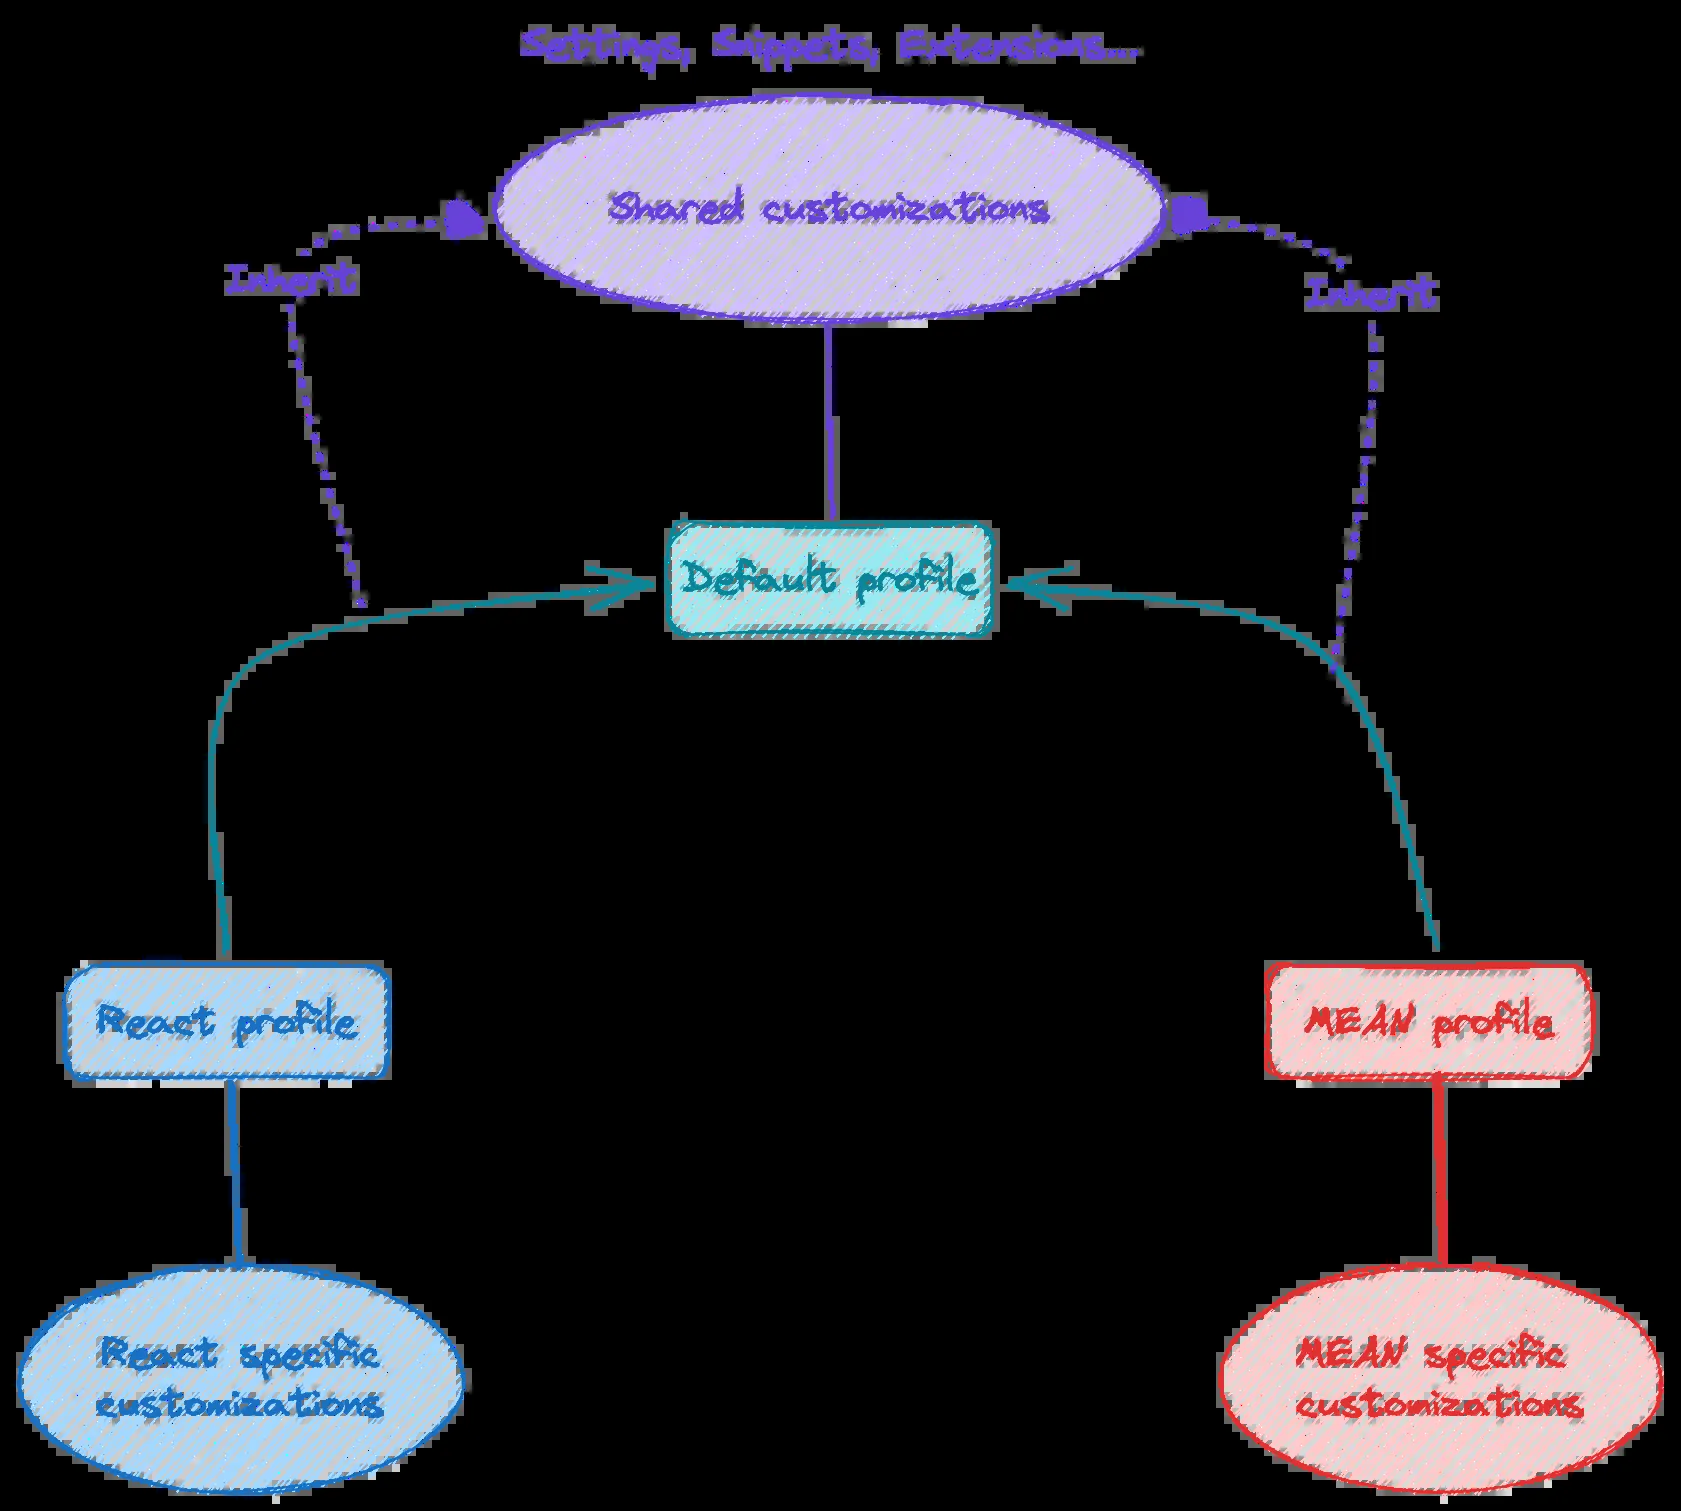 Settings, Snippets, Extensions...
Shared customizations
Inherit
Inherit
Default profile
React profile
MEAN profile
React specific
customizations
MEAN specific
customizations